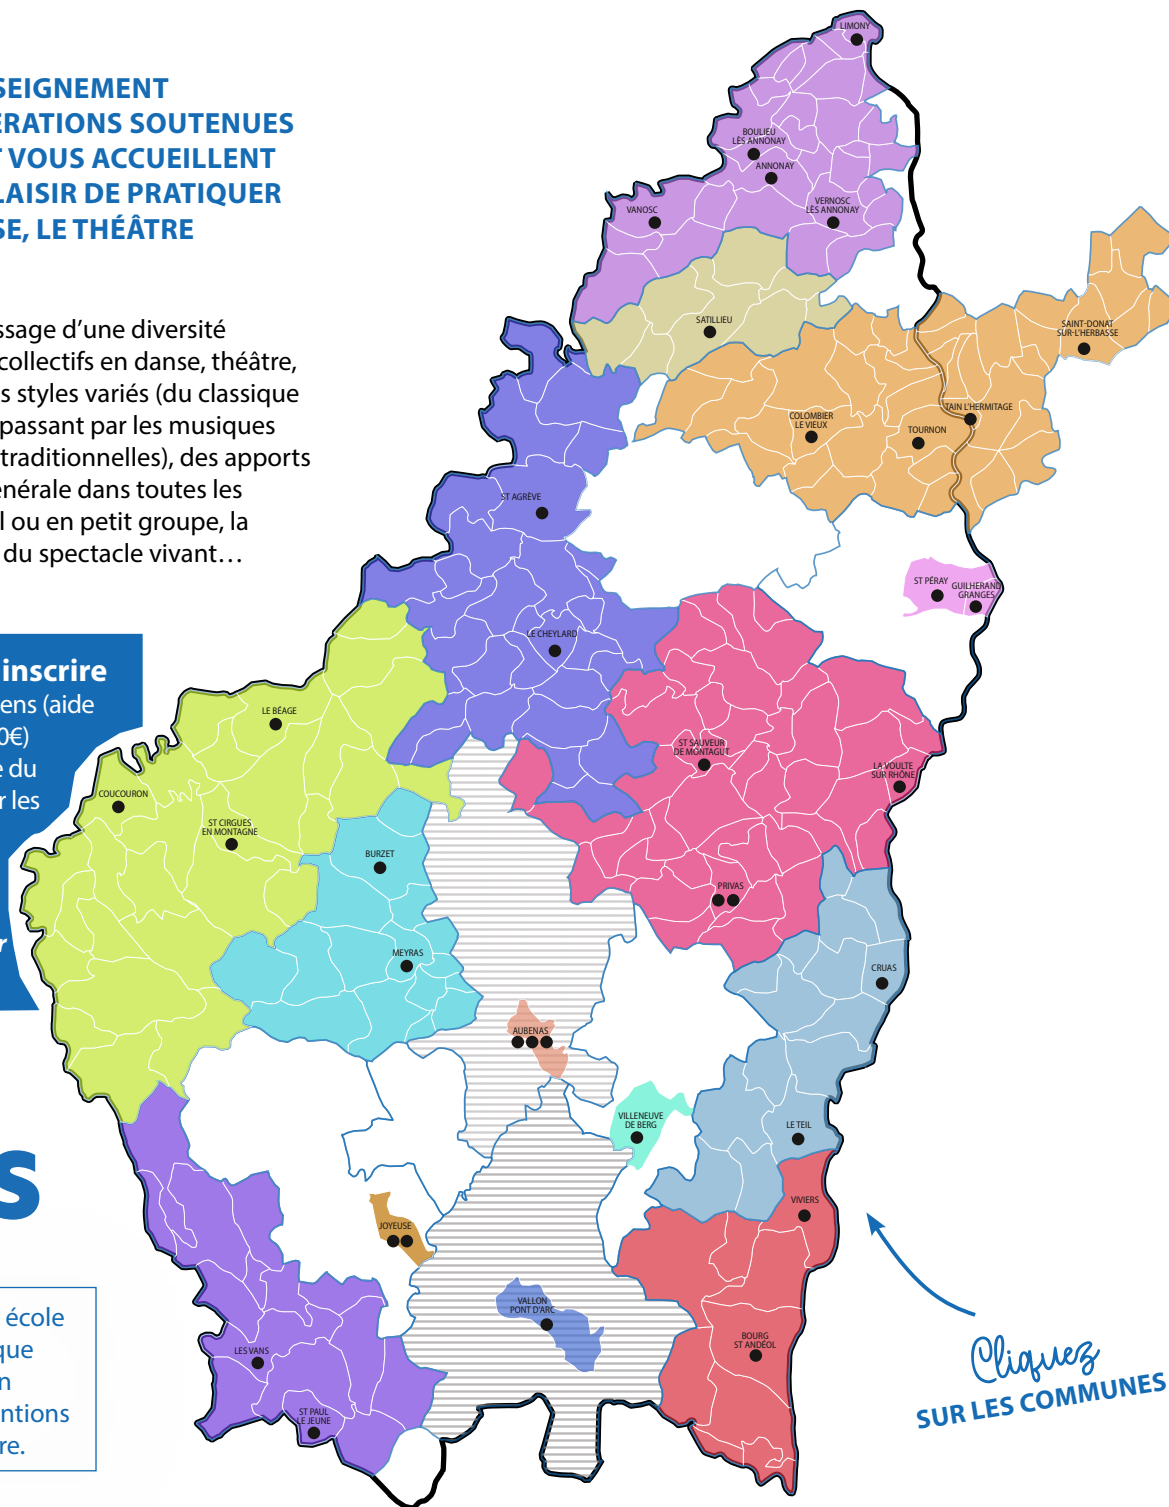 SEIGNEMENT
ÉRATIONS SOUTENUES
T VOUS ACCUEILLENT
LAISIR DE PRATIQUER
SE, LE THÉÂTRE
ssage d’une diversité
collectifs en danse, théâtre,
s styles variés (du classique
passant par les musiques
traditionnelles), des apports
énérale dans toutes les
l ou en petit groupe, la
du spectacle vivant…
inscrire
ens (aide
0€)
e du
r les
r
S
école
que
n
entions
re.
LIMONY
BOULIEU
LÈS ANNONAY
ANNONAY
VANOSC
VERNOSC
LÈS ANNONAY
SATILLIEU
SAINT-DONAT
SUR-L'HERBASSE
COLOMBIER
LE VIEUX
TAIN L'HERMITAGE
TOURNON
ST AGRÈVE
ST PÉRAY
GUILHERAND
GRANGES
LE CHEYLARD
LE BÉAGE
ST SAUVEUR
DE MONTAGUT
LA VOULTE
SUR RHÔNE
COUCOURON
ST CIRGUES
EN MONTAGNE
BURZET
PRIVAS
MEYRAS
CRUAS
AUBENAS
VILLENEUVE
DE BERG
LE TEIL
VIVIERS
JOYEUSE
VALLON
PONT D'ARC
BOURG
ST ANDÉOL
LES VANS
ST PAUL
LE JEUNE
Cliquez
SUR LES COMMUNES